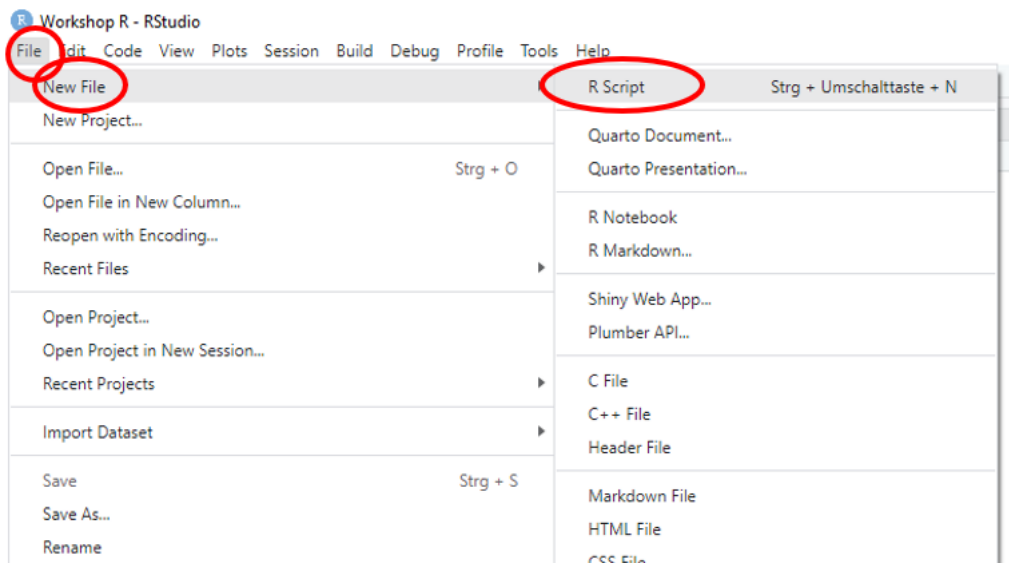 R Workshop R - RStudio
File Edit Code View Plots Session Build Debug Profile Tools Help
New File
New Project...
Open File... Strg + O
Open File in New Column...
Reopen with Encoding...
Recent Files
Open Project...
Open Project in New Session...
Recent Projects
Import Dataset
Save Strg + S
Save As...
Rename
R Script Strg + Umschalttaste + N
Quarto Document...
Quarto Presentation...
R Notebook
R Markdown...
Shiny Web App...
Plumber API...
C File
C++ File
Header File
Markdown File
HTML File
CSS File